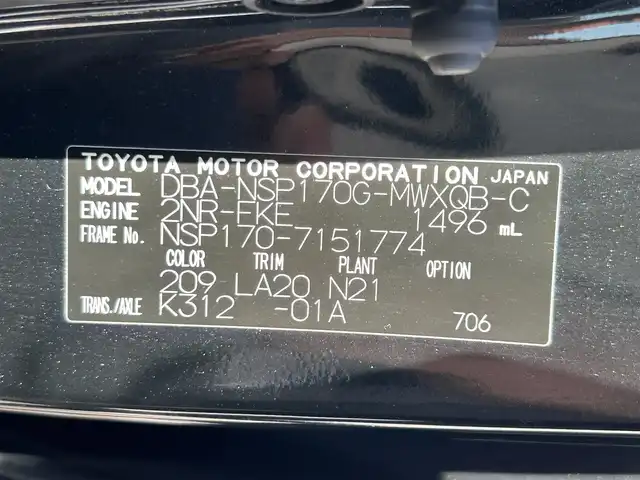 TOYOTA MOTOR CORPORATION JAPAN
MODEL DBA-NSP170G-MWXQB-C
ENGINE 2NR-FKE 1496 mL
FRAME No. NSP170-7151774
COLOR TRIM PLANT OPTION
209 LA20 N21
TRANS./AXLE K312 -01A
706